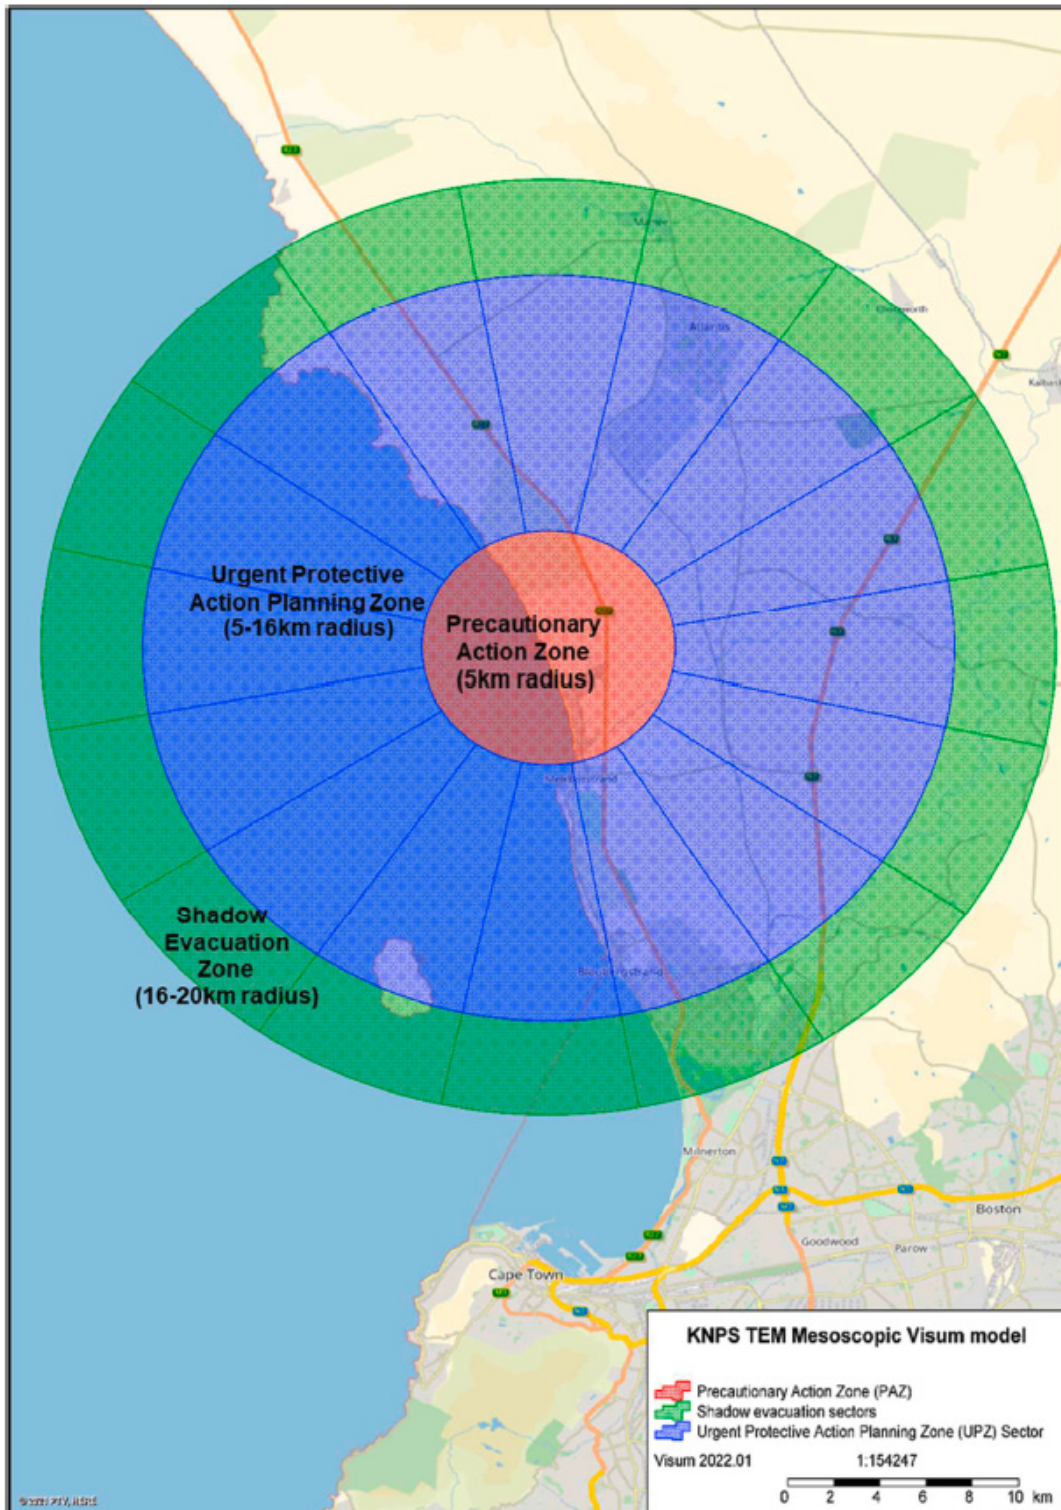 Atlantis
Urgent Protective
Action Planning Zone
(5-16km radius)
Precautionary
Action Zone
(5km radius)
Melkbosstrand
Shadow
Evacuation
Zone
(16-20km radius)
Bloubergstrand
Milnerton
Boston
Goodwood
Parow
Cape Town
KNPS TEM Mesoscopic Visum model
Precautionary Action Zone (PAZ)
Shadow evacuation sectors
Urgent Protective Action Planning Zone (UPZ) Sector
Visum 2022.01 1:154247
0 2 4 6 8 10 km